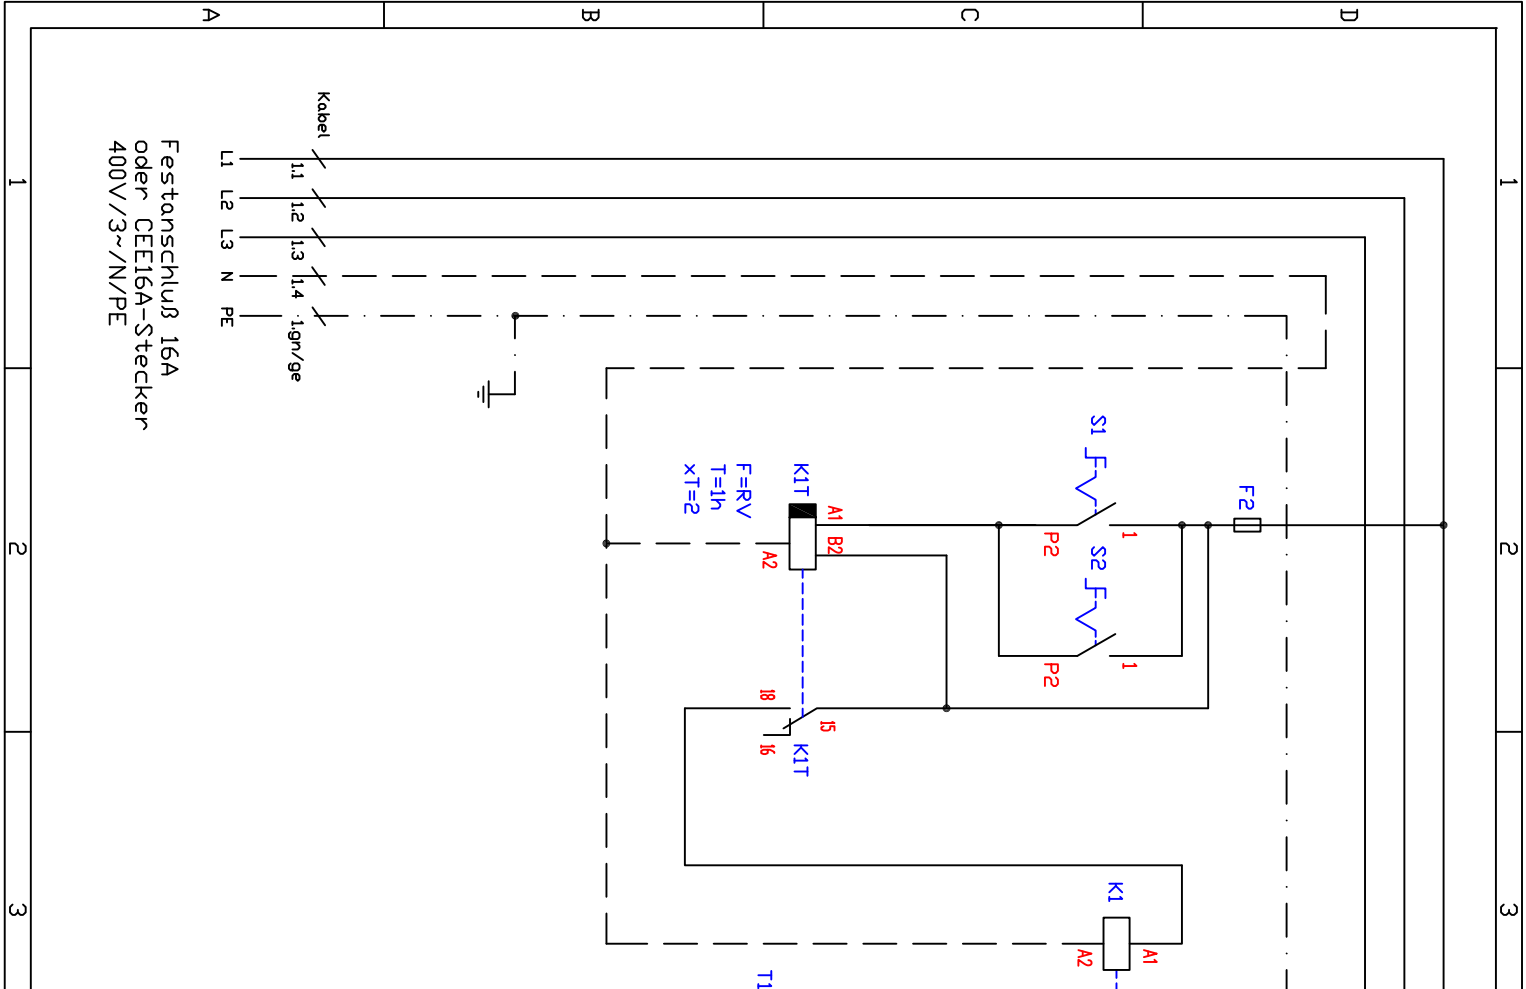 A
B
C
D
1
1
2
2
3
3
Kabel
L1
1.1
L2
1.2
L3
1.3
N
1.4
PE
1.gn/ge
Festanschluß 16A
oder CEE16A-Stecker
400V/3~/N/PE
S1
1
P2
S2
1
P2
F2
K1T
A1
B2
A2
F=RV
T=1h
xT=2
18
15
16
K1T
K1
A1
A2
T1